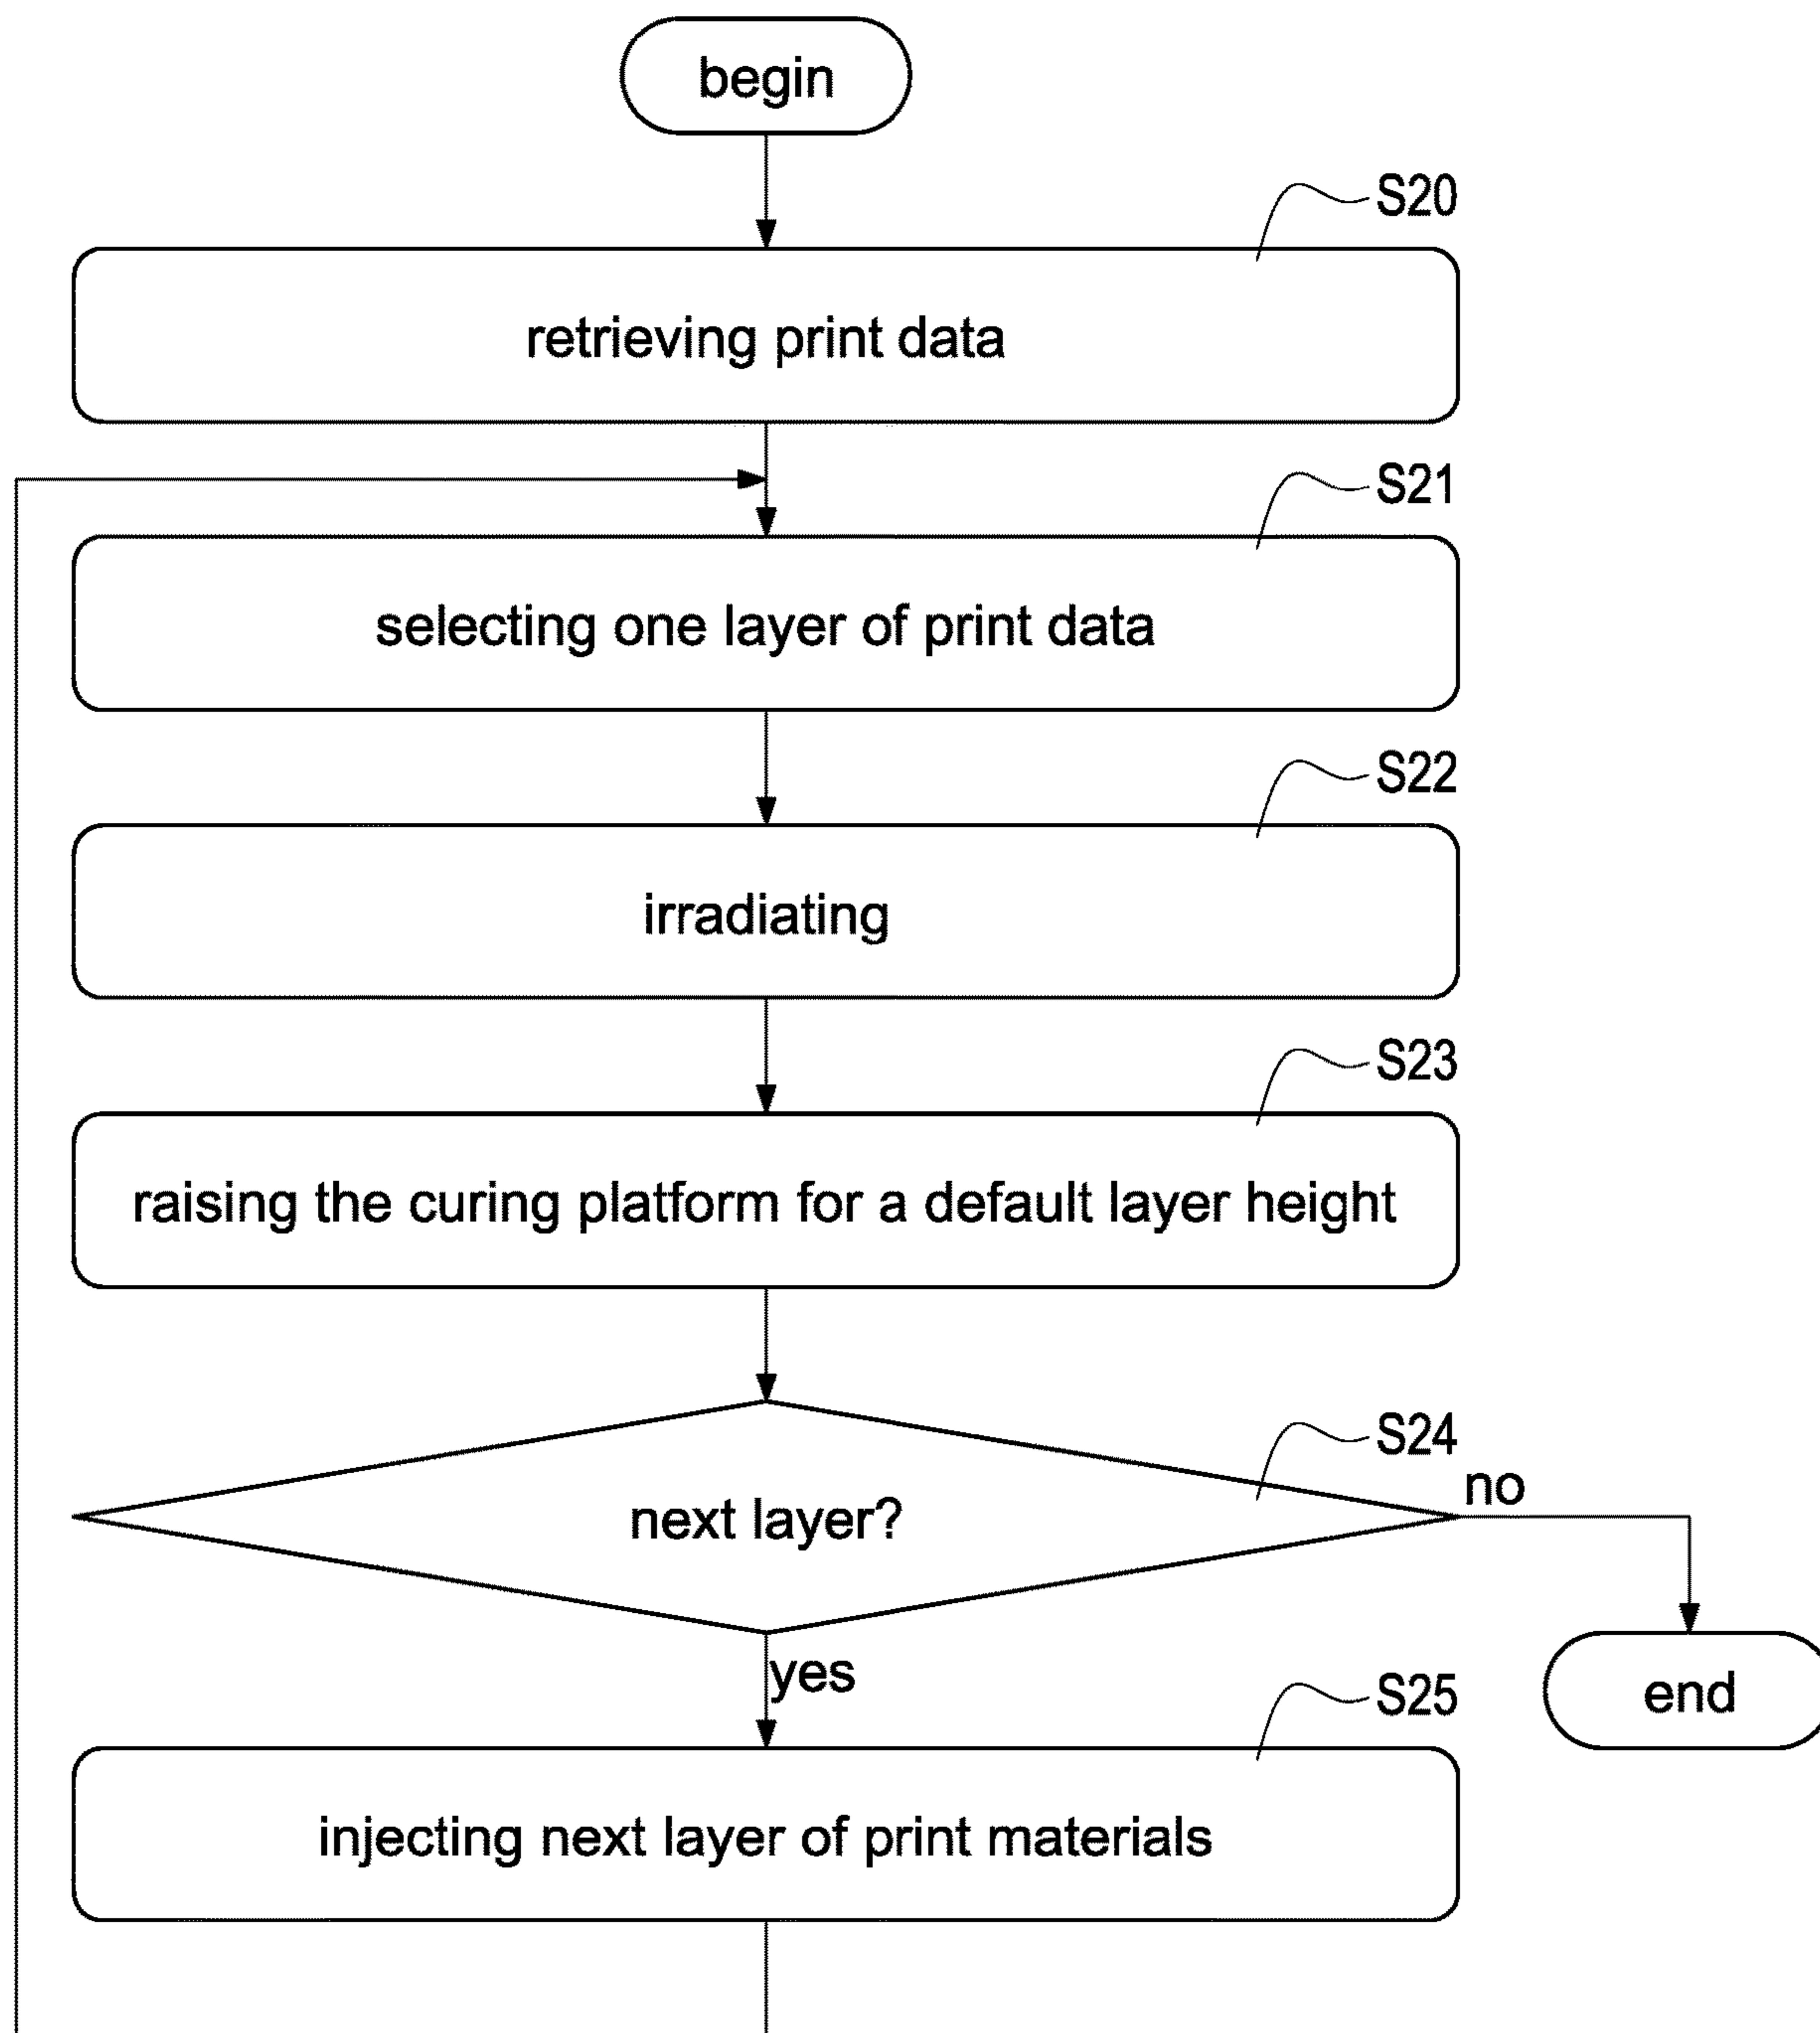 begin
S20
retrieving print data
S21
selecting one layer of print data
S22
irradiating
S23
raising the curing platform for a default layer height
S24
no
next layer?
yes
S25
end
injecting next layer of print materials